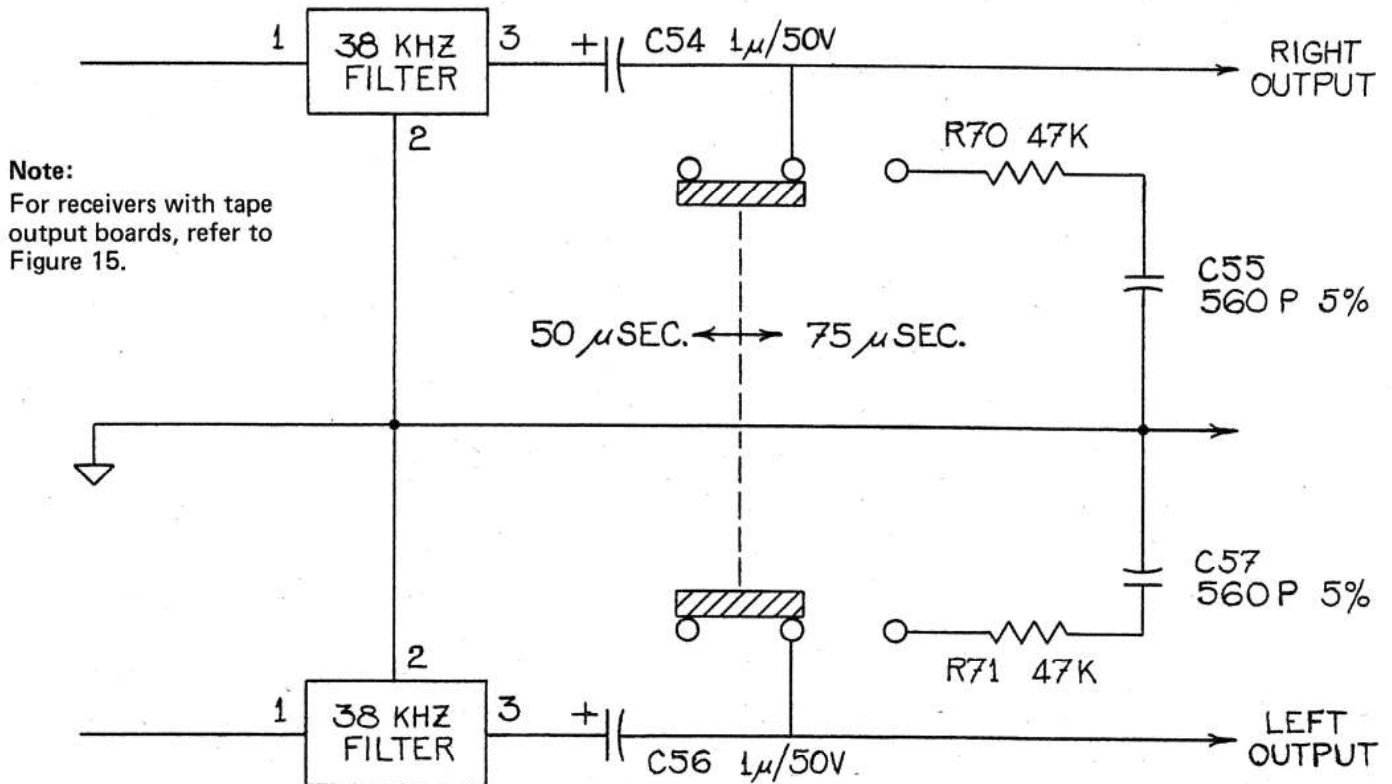 1
38 KHZ
FILTER
3
2
+
C54 1μ/50V
RIGHT
OUTPUT
R70 47K
Note:
For receivers with tape
output boards, refer to
Figure 15.
C55
560 P 5%
50 μSEC.
75 μSEC.
C57
560 P 5%
R71 47K
2
1
38 KHZ
FILTER
3
+
C56 1μ/50V
LEFT
OUTPUT